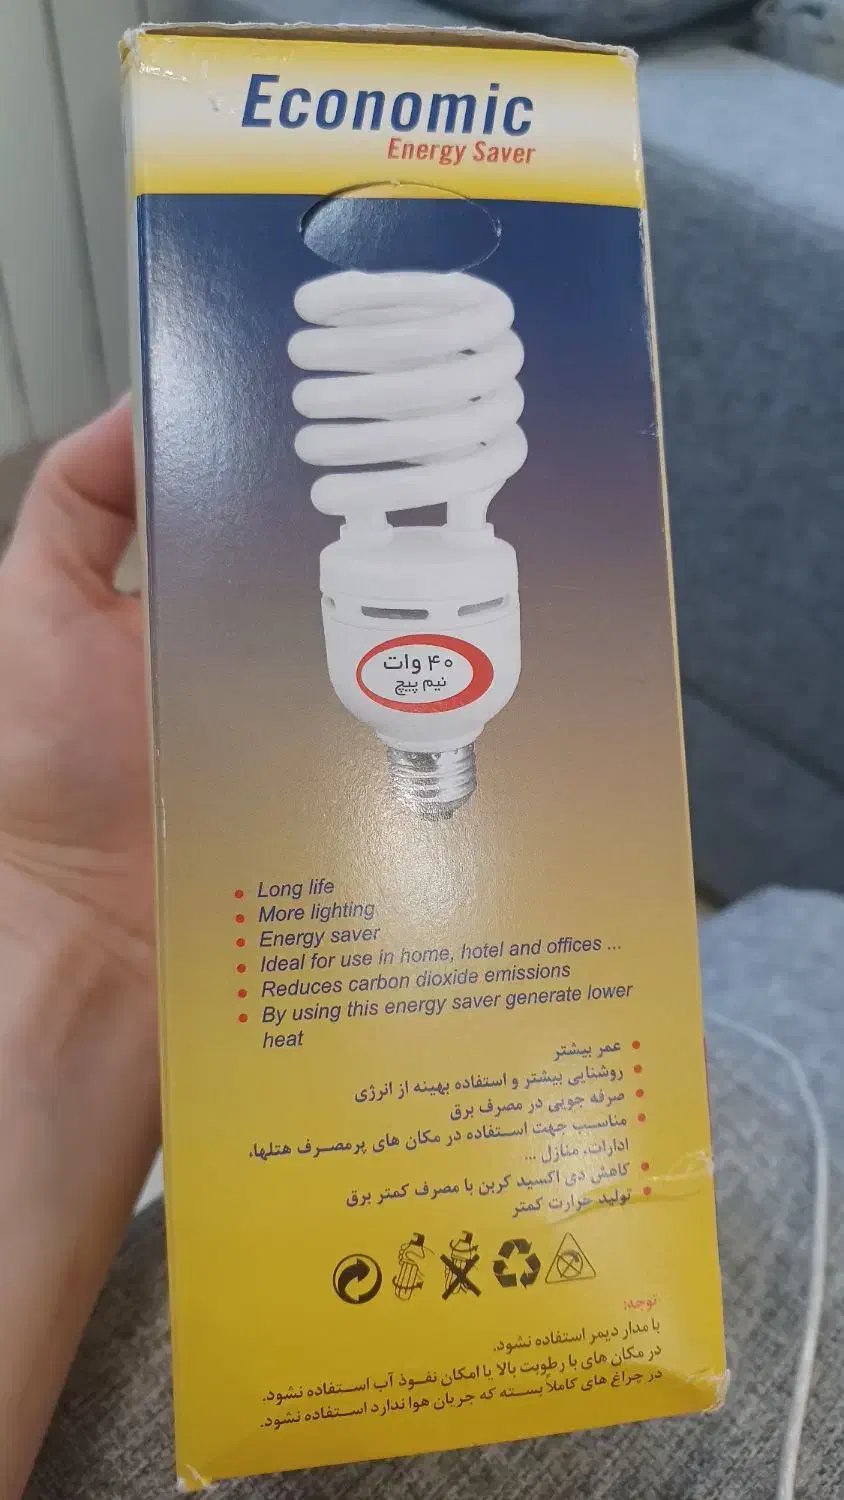 Economic
Energy Saver
۴۰ وات
نیم پیچ
Long life
More lighting
Energy saver
Ideal for use in home, hotel and offices ...
Reduces carbon dioxide emissions
By using this energy saver generate lower
heat
عمر بیشتر
روشنایی بیشتر و استفاده بهینه از انرژی
صرفه جویی در مصرف برق
مناسب جهت استفاده در مکان های پرمصرف هتلها،
ادارات، منازل ...
کاهش دی اکسید کربن با مصرف کمتر برق
تولید حرارت کمتر
توجه:
با مدار دیمر استفاده نشود.
در مکان های با رطوبت بالا یا امکان نفوذ آب استفاده نشود.
در چراغ های کاملاً بسته که جریان هوا ندارد استفاده نشود.